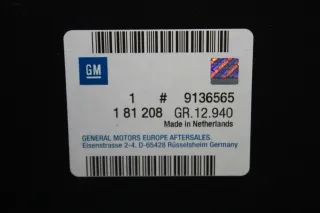 GM
1 # 9136565
1 81 208 GR.12.940
Made in Netherlands
GENERAL MOTORS EUROPE AFTERSALES,
Eisenstrasse 2-4, D-65428 Rüsselsheim Germany